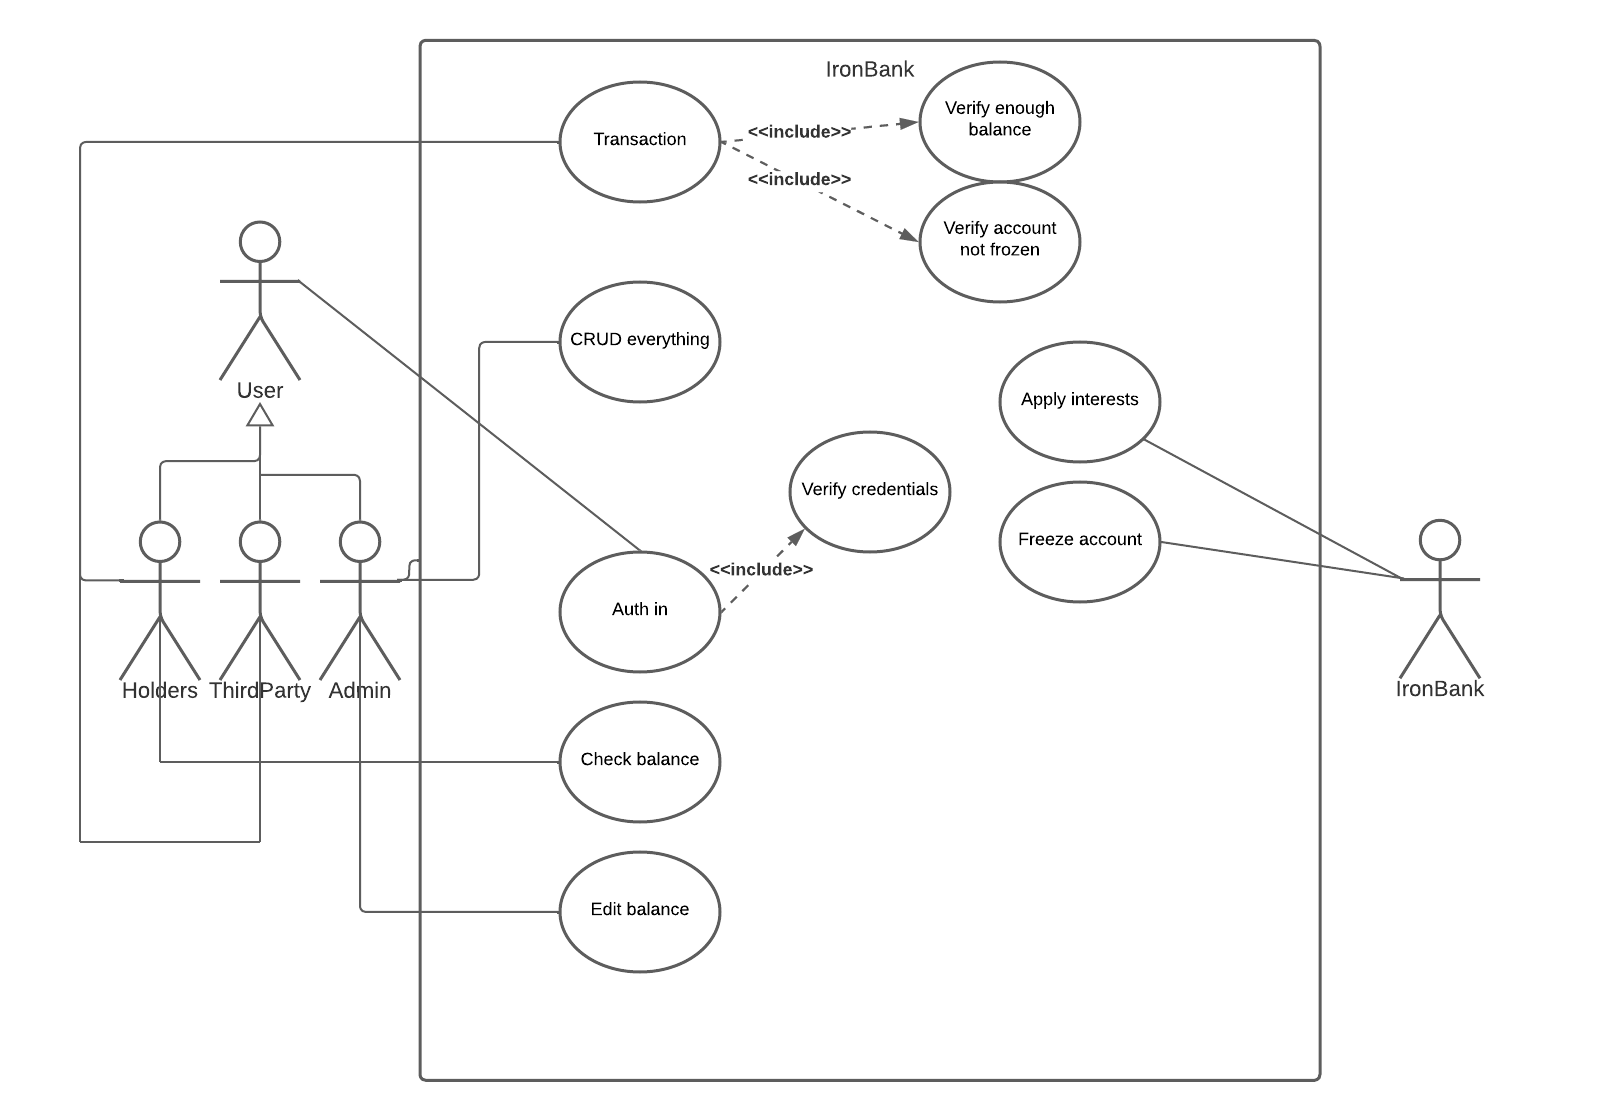 IronBank
Transaction
<<include>>
Verify enough
balance
<<include>>
Verify account
not frozen
User
CRUD everything
Apply interests
Verify credentials
Freeze account
<<include>>
Auth in
Holders
ThirdParty
Admin
IronBank
Check balance
Edit balance